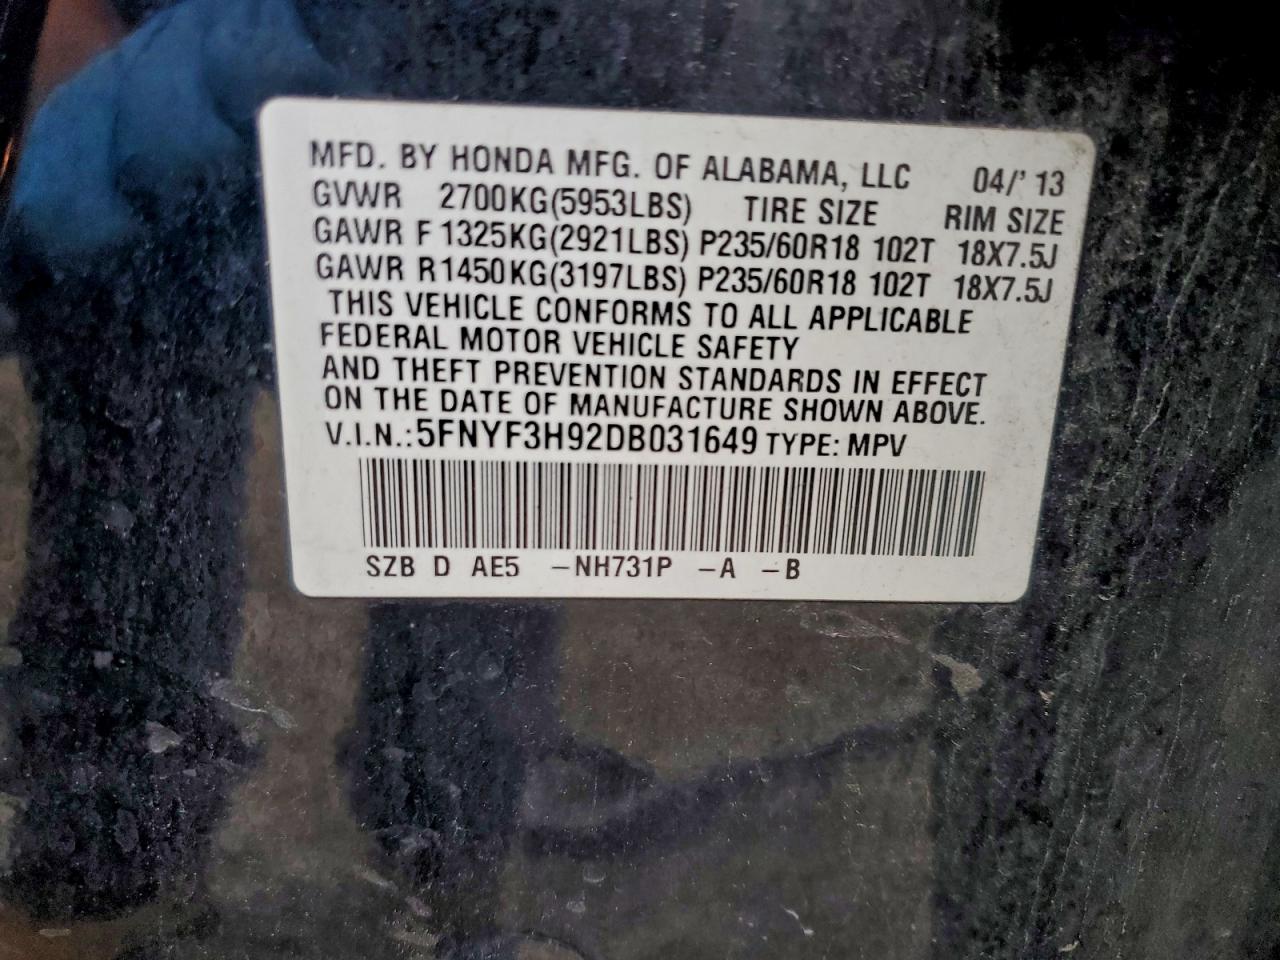 MFD. BY HONDA MFG. OF ALABAMA, LLC 04/' 13
GVWR 2700KG(5953LBS) TIRE SIZE RIM SIZE
GAWR F 1325KG(2921LBS) P235/60R18 102T 18X7.5J
GAWR R1450KG(3197LBS) P235/60R18 102T 18X7.5J
THIS VEHICLE CONFORMS TO ALL APPLICABLE
FEDERAL MOTOR VEHICLE SAFETY
AND THEFT PREVENTION STANDARDS IN EFFECT
ON THE DATE OF MANUFACTURE SHOWN ABOVE.
V.I.N.:5FNYF3H92DB031649 TYPE: MPV
SZB D AE5 -NH731P -A -B